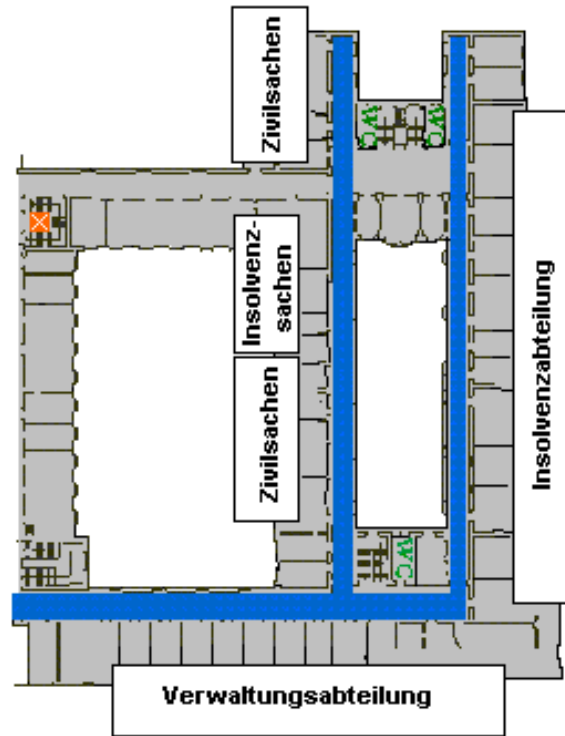 Zivilsachen
WC
WC
Insolvenz-
sachen
Zivilsachen
Insolvenzabteilung
WC
Verwaltungsabteilung